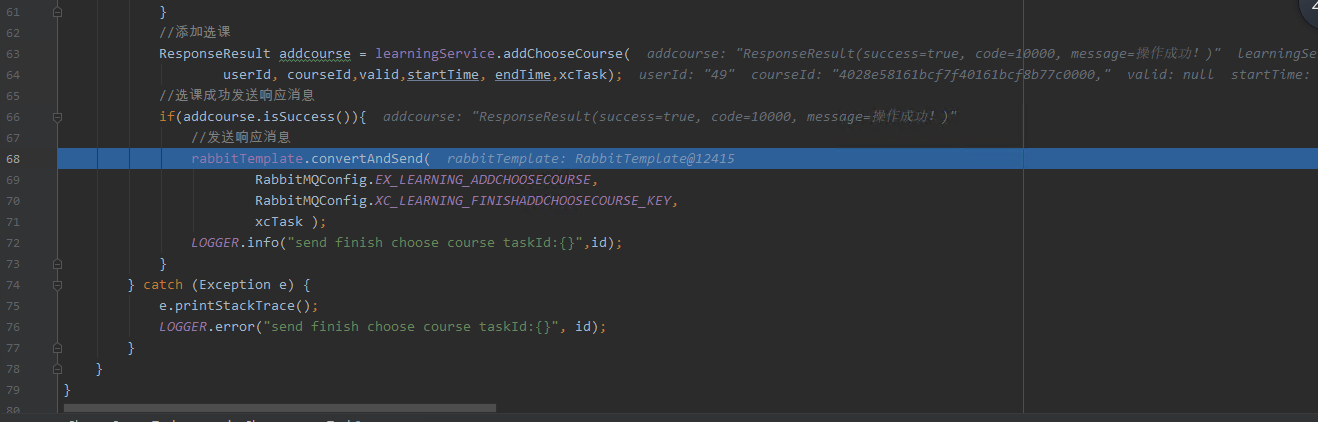 61 }
62 //添加选课
63 ResponseResult addcourse = learningService.addChooseCourse( addcourse: "ResponseResult(success=true, code=10000, message=操作成功！)" learningSe
64 userId, courseId,valid,startTime, endTime,xcTask); userId: "49" courseId: "4028e58161bcf7f40161bcf8b77c0000," valid: null startTime:
65 //选课成功发送响应消息
66 if(addcourse.isSuccess()){ addcourse: "ResponseResult(success=true, code=10000, message=操作成功！)"
67 //发送响应消息
68 rabbitTemplate.convertAndSend( rabbitTemplate: RabbitTemplate@12415
69 RabbitMQConfig.EX_LEARNING_ADDCHOOSECOURSE,
70 RabbitMQConfig.XC_LEARNING_FINISHADDCHOOSECOURSE_KEY,
71 xcTask );
72 LOGGER.info("send finish choose course taskId:{}",id);
73 }
74 } catch (Exception e) {
75 e.printStackTrace();
76 LOGGER.error("send finish choose course taskId:{}", id);
77 }
78 }
79 }
80